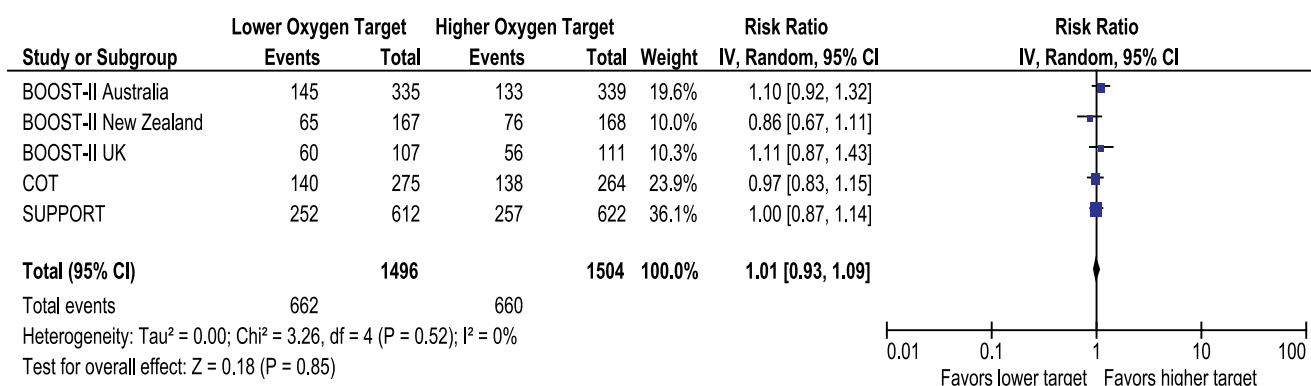 Lower Oxygen Target Higher Oxygen Target Risk Ratio Risk Ratio
Study or Subgroup Events Total Events Total Weight IV, Random, 95% CI IV, Random, 95% CI
BOOST-II Australia 145 335 133 339 19.6% 1.10 [0.92, 1.32]
BOOST-II New Zealand 65 167 76 168 10.0% 0.86 [0.67, 1.11]
BOOST-II UK 60 107 56 111 10.3% 1.11 [0.87, 1.43]
COT 140 275 138 264 23.9% 0.97 [0.83, 1.15]
SUPPORT 252 612 257 622 36.1% 1.00 [0.87, 1.14]
Total (95% CI) 1496 1504 100.0% 1.01 [0.93, 1.09]
Total events 662 660
Heterogeneity: Tau² = 0.00; Chi² = 3.26, df = 4 (P = 0.52); I² = 0%
Test for overall effect: Z = 0.18 (P = 0.85)
0.01 0.1 1 10 100
Favors lower target Favors higher target